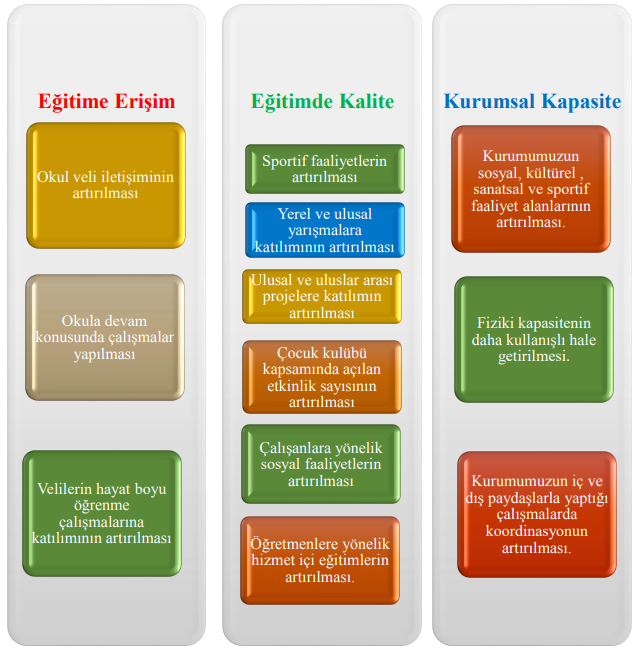 Eğitime Erişim
Okul veli iletişiminin
artırılması
Okula devam
konusunda çalışmalar
yapılması
Velilerin hayat boyu
öğrenme
çalışmalarına
katılımının artırılması
Eğitimde Kalite
Sportif faaliyetlerin
artırılması
Yerel ve ulusal
yarışmalara
katılımının artırılması
Ulusal ve uluslar arası
projelere katılımın
artırılması
Çocuk kulübü
kapsamında açılan
etkinlik sayısının
artırılması
Çalışanlara yönelik
sosyal faaliyetlerin
artırılması
Öğretmenlere yönelik
hizmet içi eğitimlerin
artırılması.
Kurumsal Kapasite
Kurumumuzun
sosyal, kültürel ,
sanatsal ve sportif
faaliyet alanlarının
artırılması.
Fiziki kapasitenin
daha kullanışlı hale
getirilmesi.
Kurumumuzun iç ve
dış paydaşlarla yaptığı
çalışmalarda
koordinasyonun
artırılması.